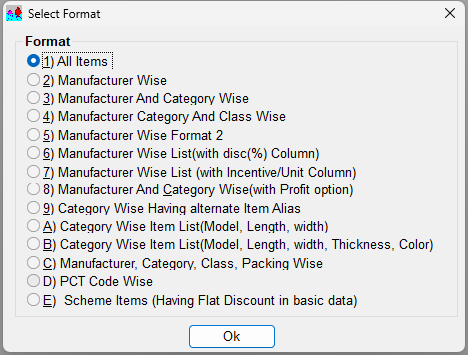 Select Format
Format
1) All Items
2) Manufacturer Wise
3) Manufacturer And Category Wise
4) Manufacturer Category And Class Wise
5) Manufacturer Wise Format 2
6) Manufacturer Wise List(with disc(%) Column)
7) Manufacturer Wise List (with Incentive/Unit Column)
8) Manufacturer And Category Wise(with Profit option)
9) Category Wise Having alternate Item Alias
A) Category Wise Item List(Model, Length, width)
B) Category Wise Item List(Model, Length, width, Thickness, Color)
C) Manufacturer, Category, Class, Packing Wise
D) PCT Code Wise
E)  Scheme Items (Having Flat Discount in basic data)
Ok